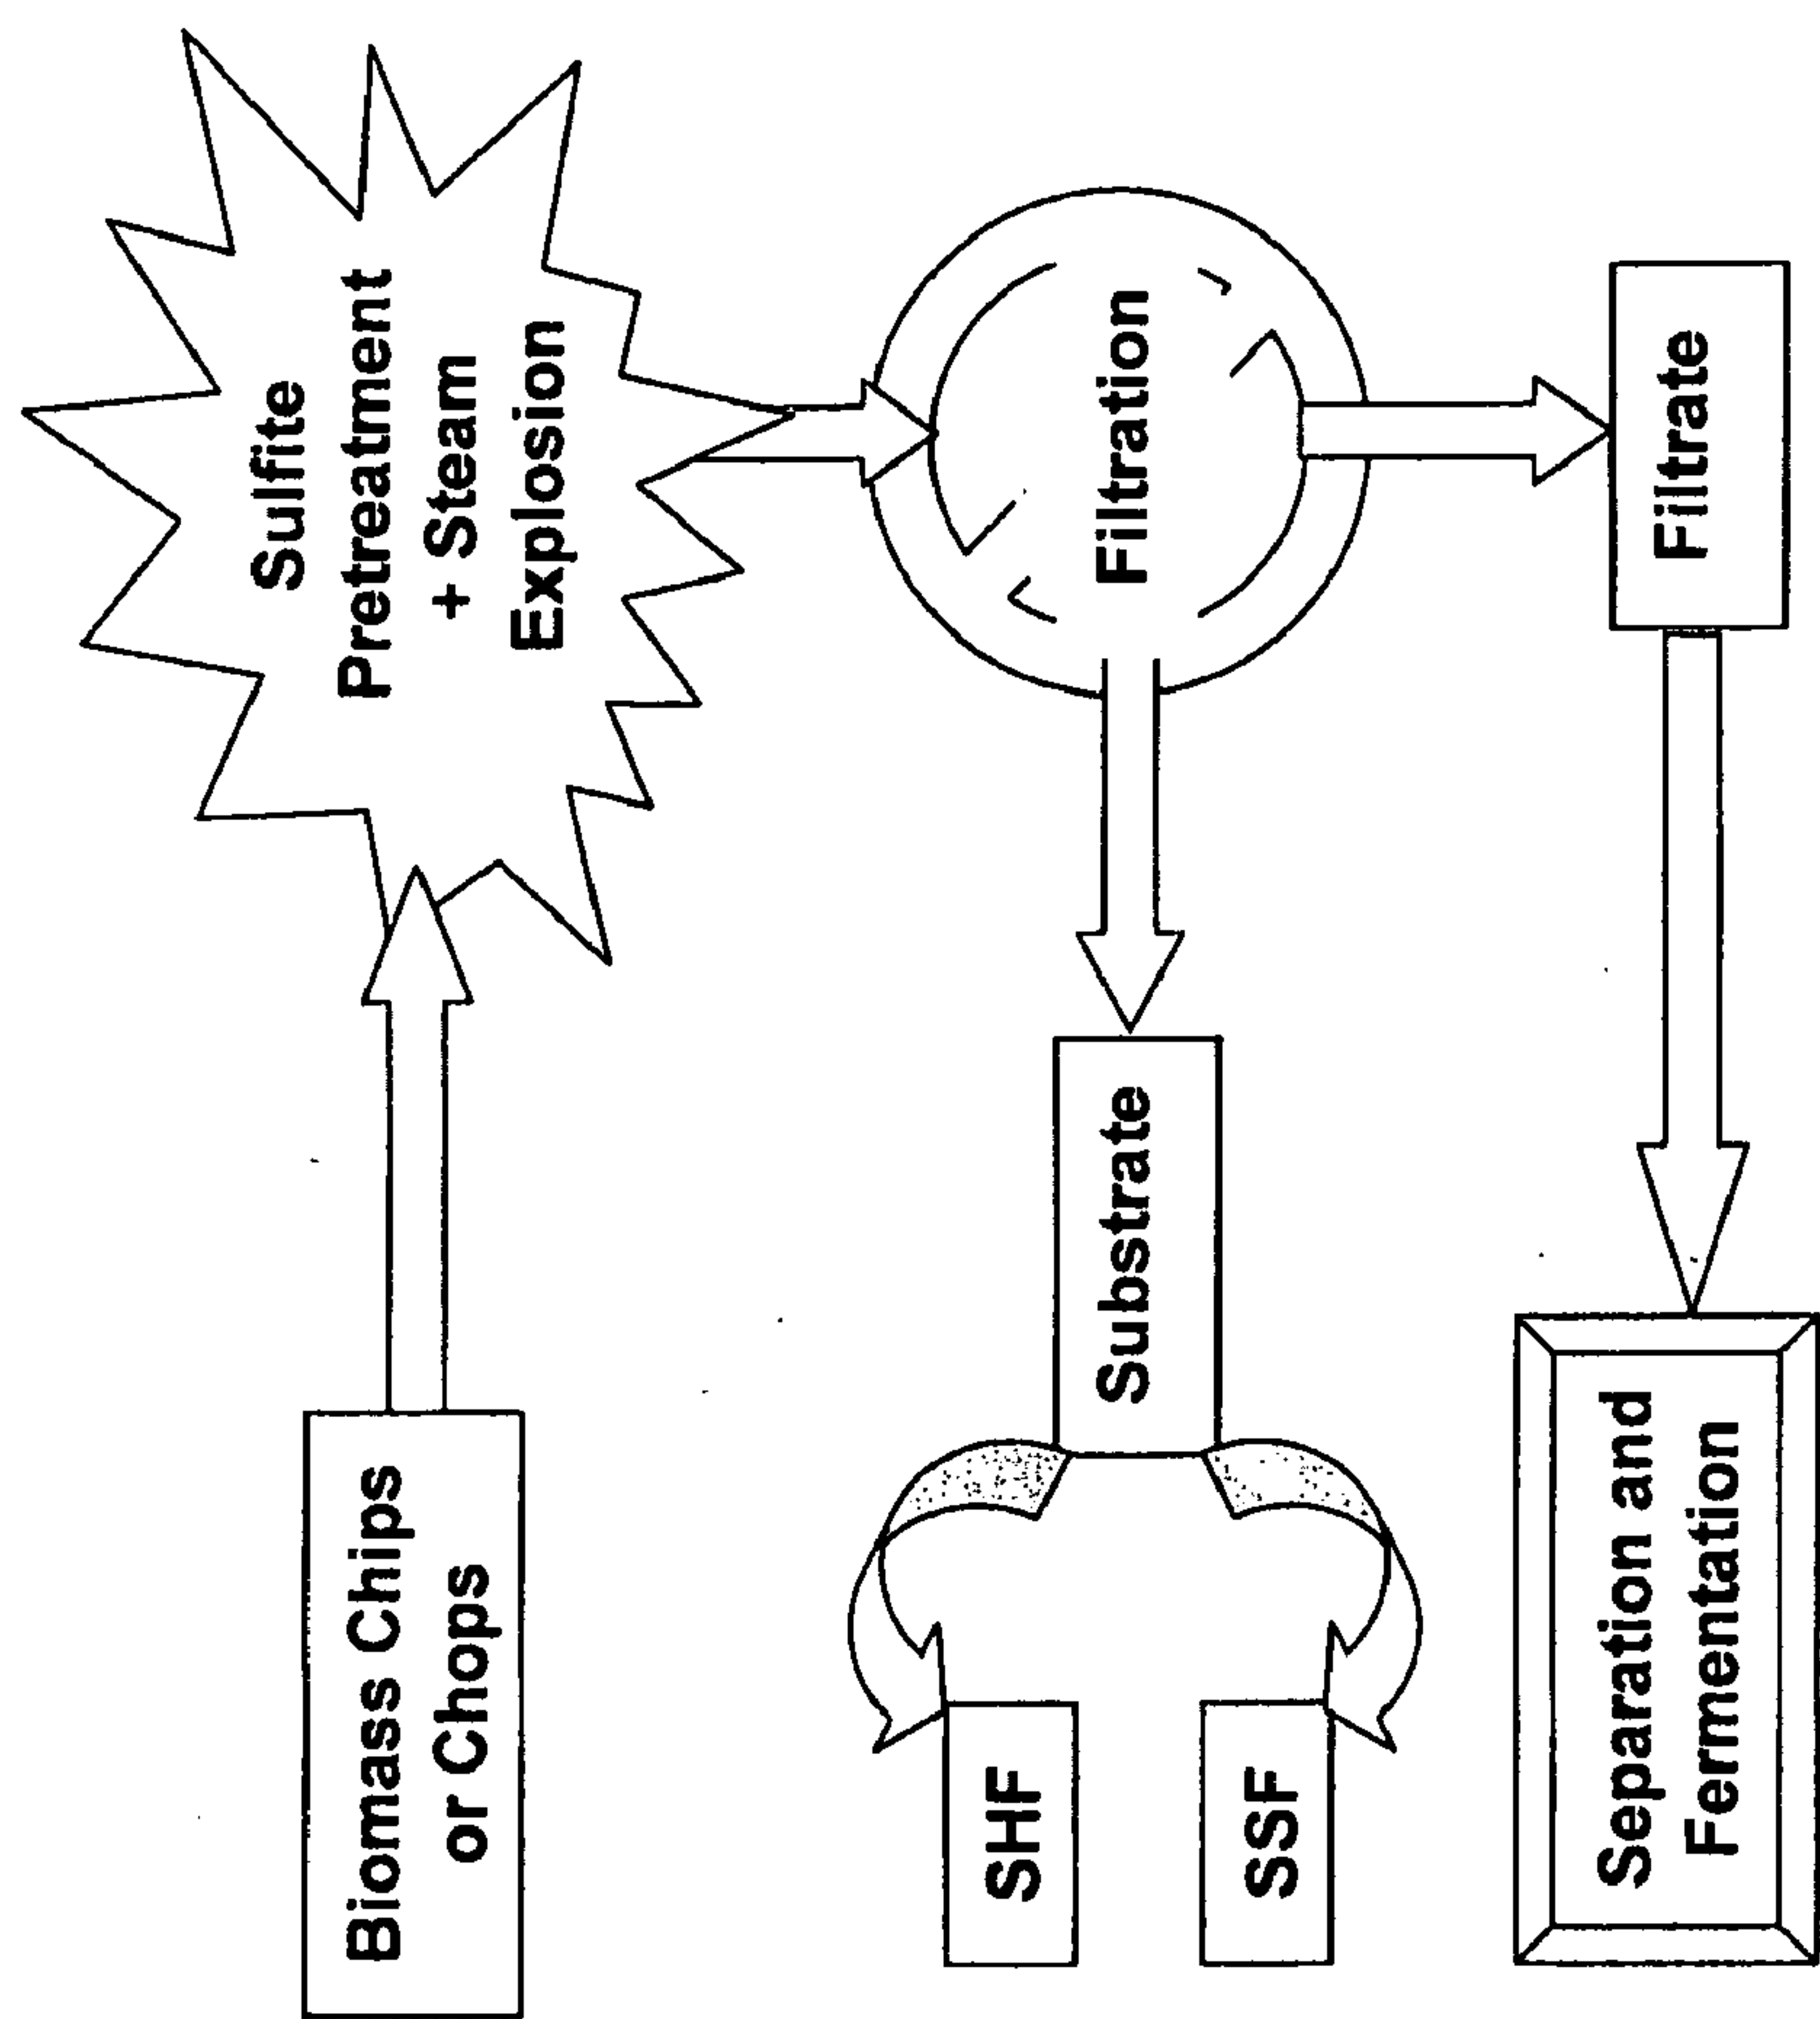 Biomass Chips
or Chops
Sulfite
Pretreatment
+ Steam
Explosion
Filtration
Substrate
SHF
SSF
Filtrate
Separation and
Fermentation